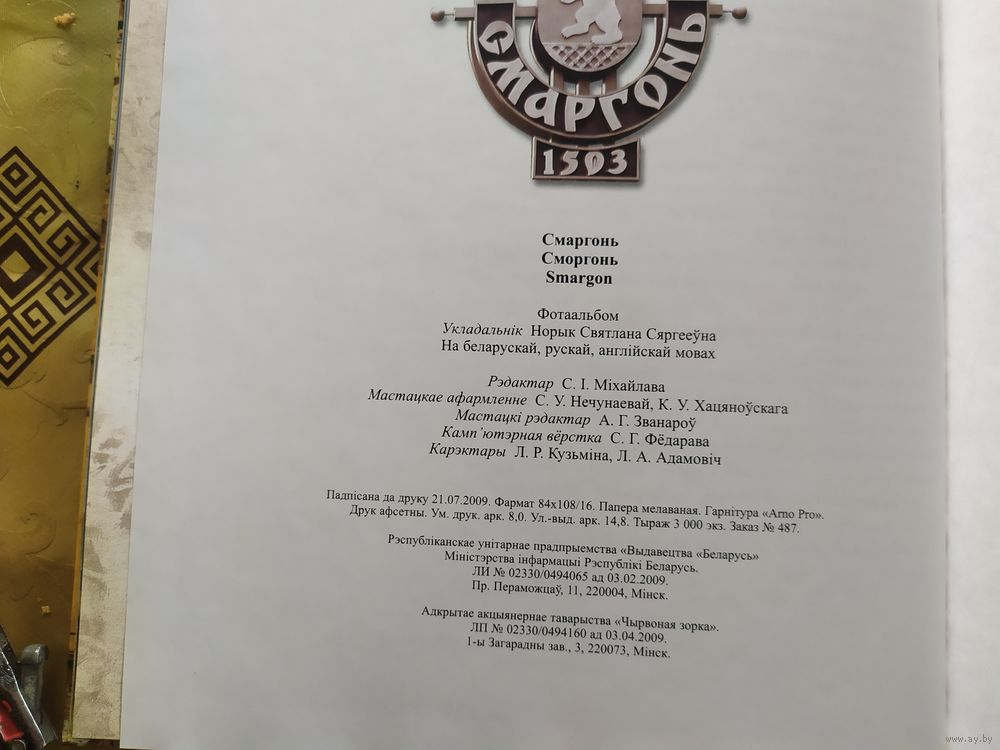 СМАРГОНЬ
1503
Смаргонь
Сморгонь
Smargon
Фотаальбом
Укладальнік Норык Святлана Сяргееўна
На беларускай, рускай, англійскай мовах
Рэдактар С. І. Міхайлава
Мастацкае афармленне С. У. Нечунаевай, К. У. Хацяноўскага
Мастацкі рэдактар А. Г. Званароў
Камп'ютэрная вёрстка С. Г. Фёдарава
Карэктары Л. Р. Кузьміна, Л. А. Адамовіч
Падпісана да друку 21.07.2009. Фармат 84х108/16. Папера мелаваная. Гарнітура «Arno Pro».
Друк афсетны. Ум. друк. арк. 8,0. Ул.-выд. арк. 14,8. Тыраж 3 000 экз. Заказ № 487.
Рэспубліканскае унітарнае прадпрыемства «Выдавецтва «Беларусь»
Міністэрства інфармацыі Рэспублікі Беларусь.
ЛИ № 02330/0494065 ад 03.02.2009.
Пр. Пераможцаў, 11, 220004, Мінск.
Адкрытае акцыянернае таварыства «Чырвоная зорка».
ЛП № 02330/0494160 ад 03.04.2009.
1-ы Загарадны зав., 3, 220073, Мінск.
www.ay.by